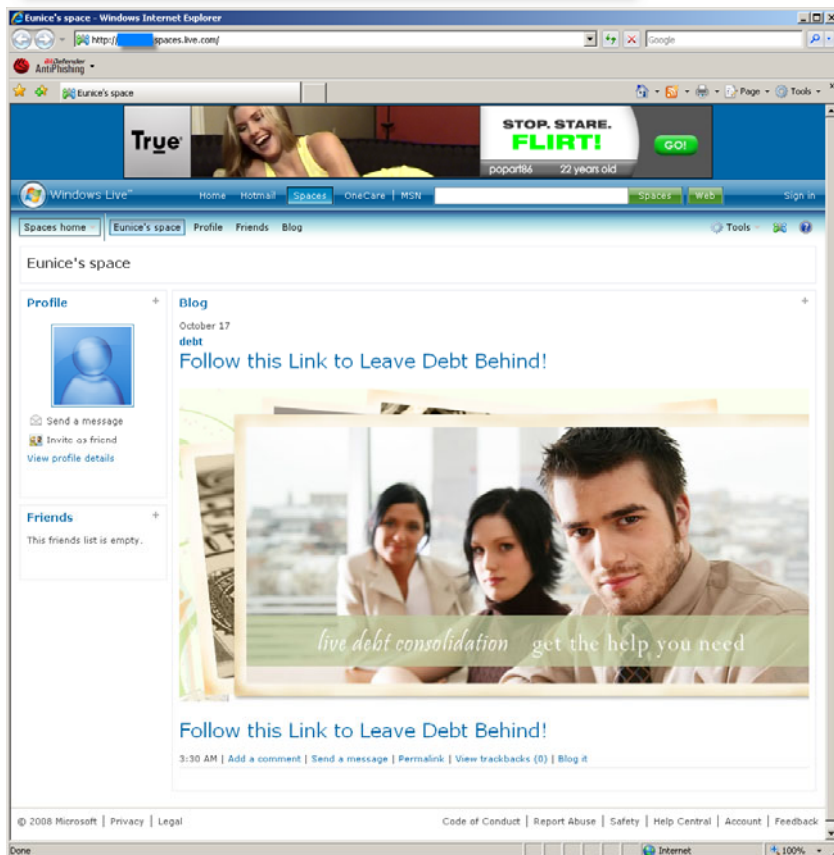 Eunice's space - Windows Internet Explorer
http:// spaces.live.com/
Google
BitDefender
AntiPhishing
Eunice's space
Page
Tools
True
STOP. STARE.
FLIRT!
GO!
popart86 22 years old
Windows Live™
Home Hotmail Spaces OneCare | MSN
Spaces Web
Sign in
Spaces home
Eunice's space Profile Friends Blog
Tools
Eunice's space
Profile
Send a message
Invite as friend
View profile details
Friends
This friends list is empty.
Blog
October 17
debt
Follow this Link to Leave Debt Behind!
live debt consolidation get the help you need
Follow this Link to Leave Debt Behind!
3:30 AM | Add a comment | Send a message | Permalink | View trackbacks (0) | Blog it
© 2008 Microsoft | Privacy | Legal
Code of Conduct | Report Abuse | Safety | Help Central | Account | Feedback
Done
Internet
100%